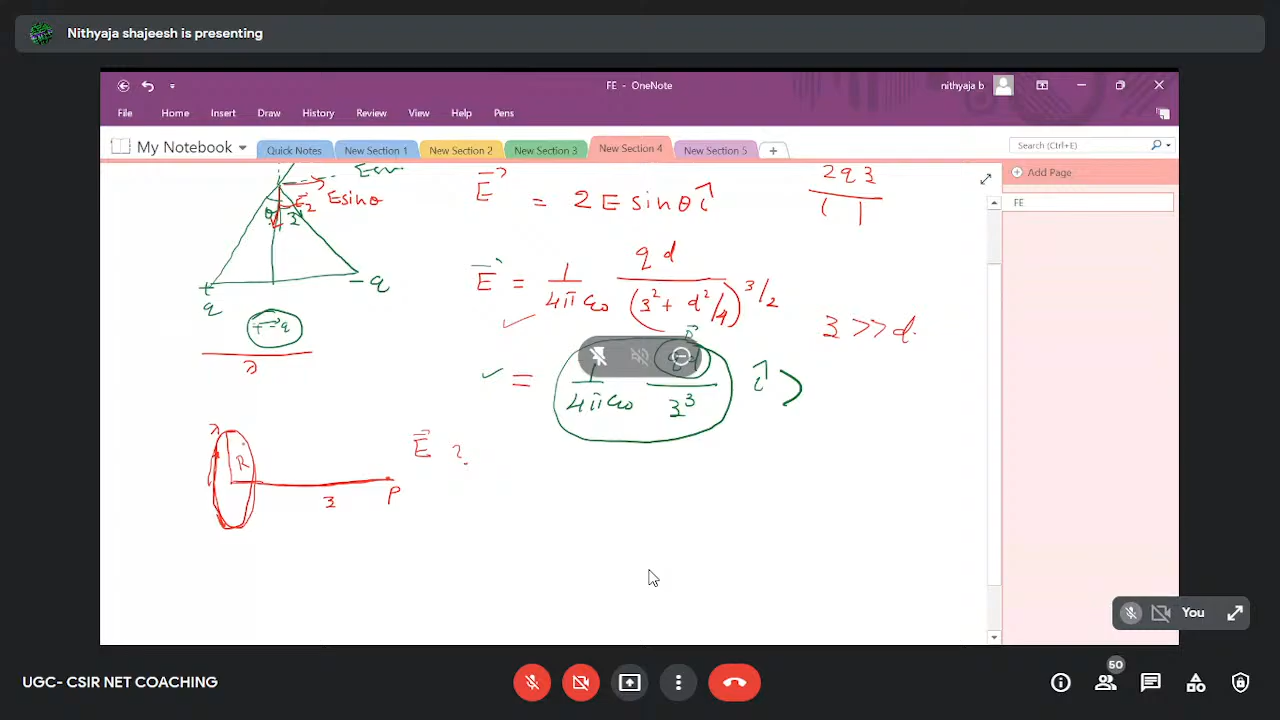 Nithyaja shajeesh is presenting
FE - OneNote
nithyaja b
File Home Insert Draw History Review View Help Pens
My Notebook Quick Notes New Section 1 New Section 2 New Section 3 New Section 4 New Section 5
Search (Ctrl+E)
Add Page
FE
E sinθ
E⃗ = 2 E sinθ î
2qz
θ z
E₂
+ - q
q
E⃗ = 1/4πε₀ qd/(z² + d²/4)^3/2
z >> d.
- q
= 1/4πε₀ /z³ î
p⃗
λ
R
E⃗ ?
z P
You
UGC- CSIR NET COACHING
50